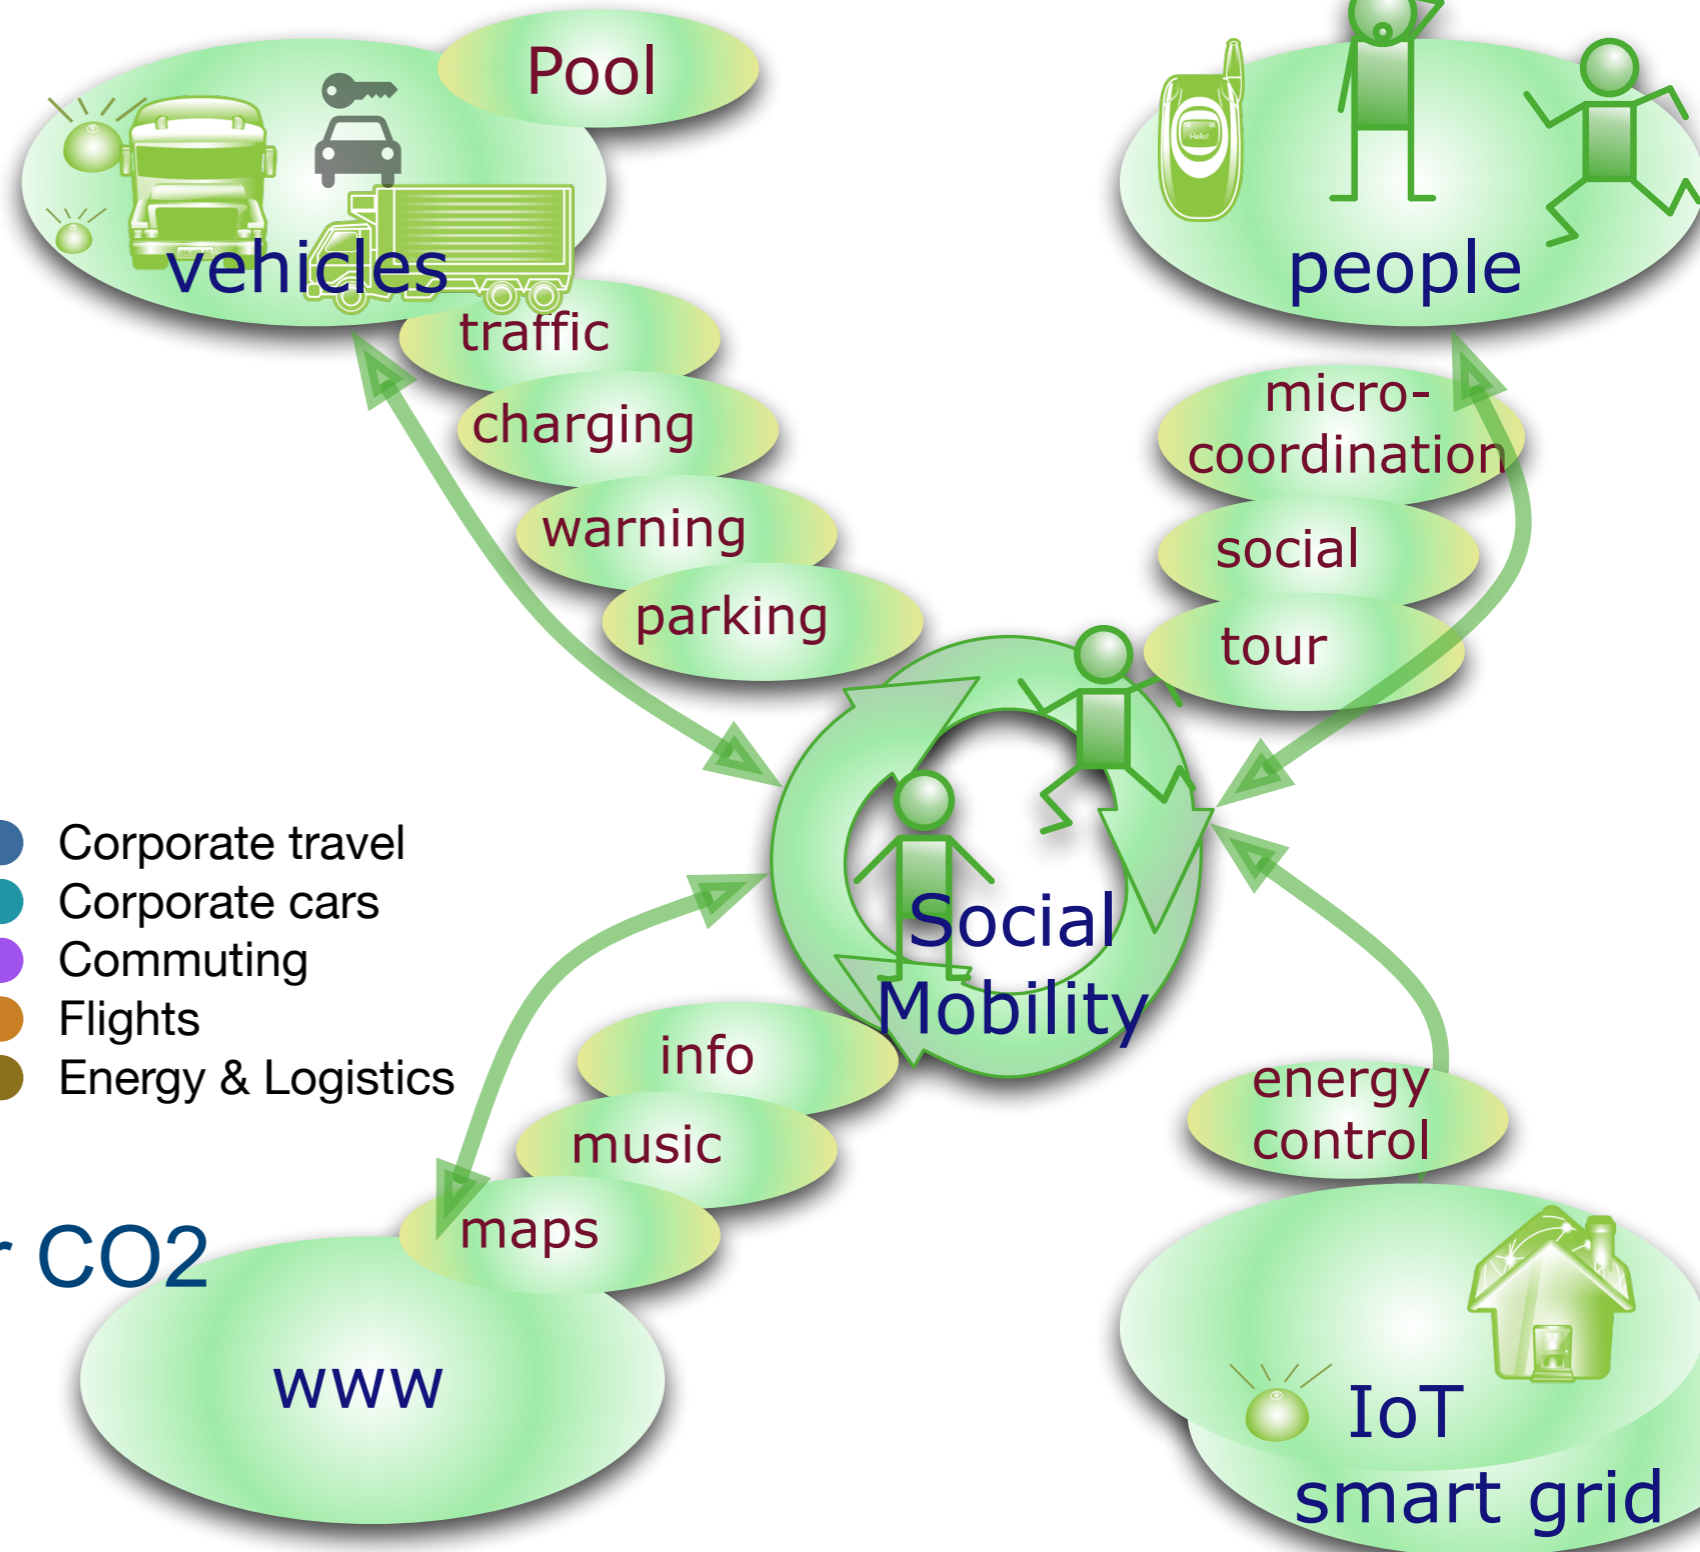 Pool
vehicles
people
Hello!
traffic
charging
warning
parking
micro-
coordination
social
tour
Corporate travel
Corporate cars
Commuting
Flights
Energy & Logistics
Social
Mobility
info
music
maps
energy
control
r CO2
www
IoT
smart grid